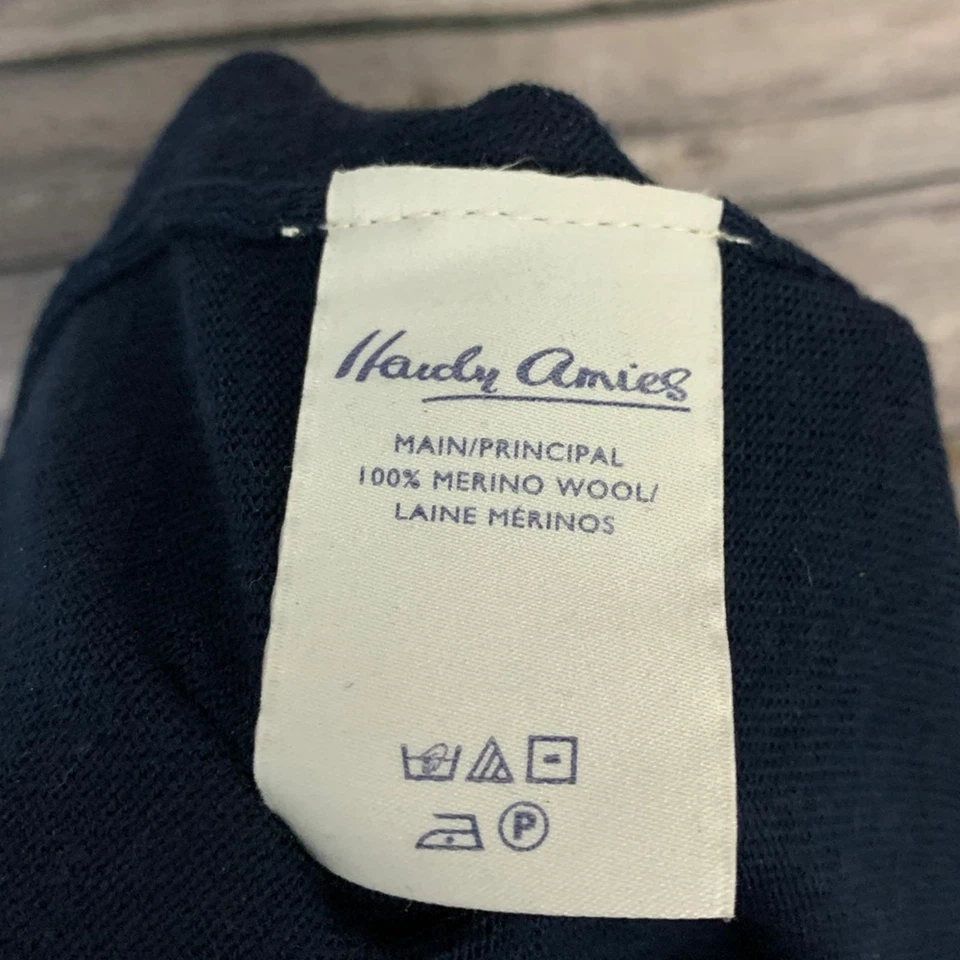 Hardy Amies
MAIN/PRINCIPAL
100% MERINO WOOL/
LAINE MÉRINOS
P